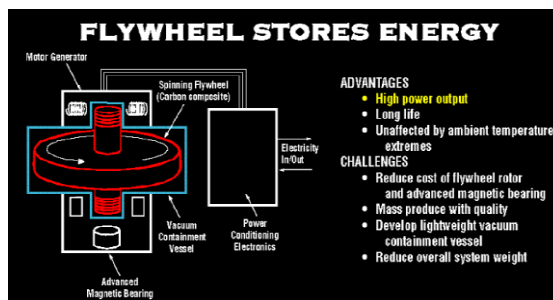 FLYWHEEL STORES ENERGY
Motor Generator
Spinning Flywheel
(Carbon composite)
Electricity
In/Out
Vacuum
Containment
Vessel
Power
Conditioning
Electronics
Advanced
Magnetic Bearing
ADVANTAGES
• High power output
• Long life
• Unaffected by ambient temperature
extremes
CHALLENGES
• Reduce cost of flywheel rotor
and advanced magnetic bearing
• Mass produce with quality
• Develop lightweight vacuum
containment vessel
• Reduce overall system weight